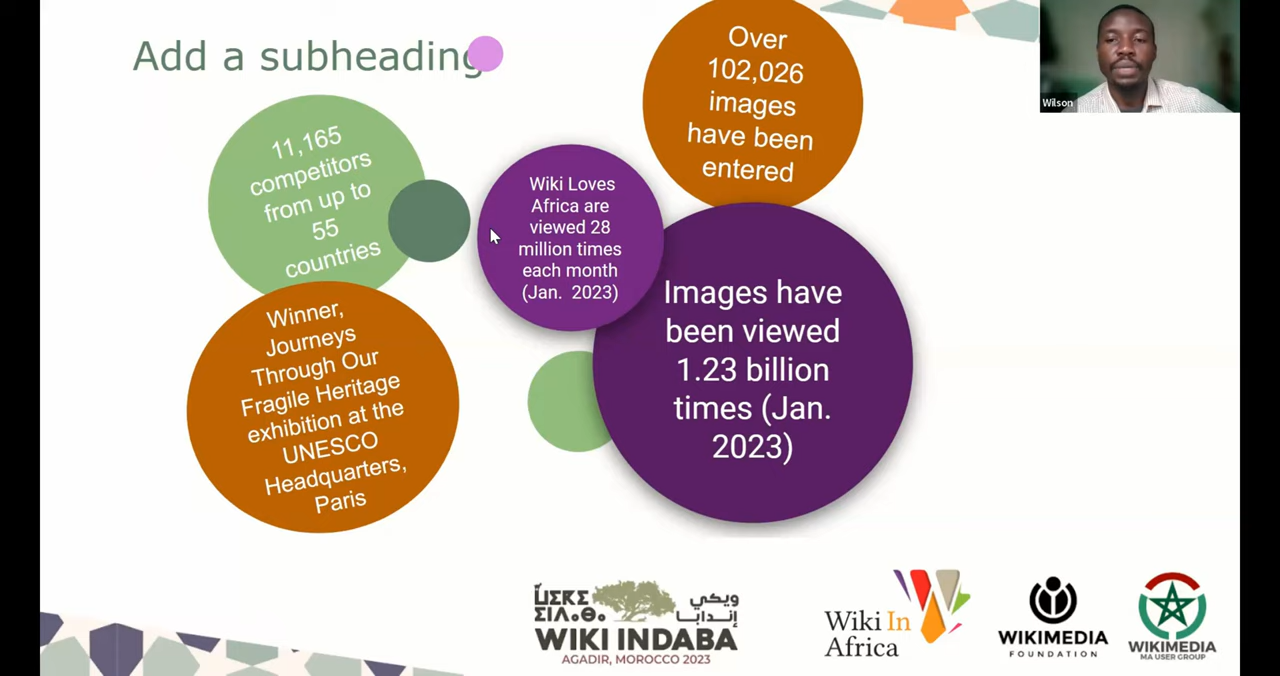 Add a subheading
Wilson
11,165
competitors
from up to
55
countries
Wiki Loves
Africa are
viewed 28
million times
each month
(Jan. 2023)
Over
102,026
images
have been
entered
Winner,
Journeys
Through Our
Fragile Heritage
exhibition at the
UNESCO
Headquarters,
Paris
Images have
been viewed
1.23 billion
times (Jan.
2023)
ويكي
إندابا
WIKI INDABA
AGADIR, MOROCCO 2023
Wiki In
Africa
WIKIMEDIA
FOUNDATION
WIKIMEDIA
MA USER GROUP